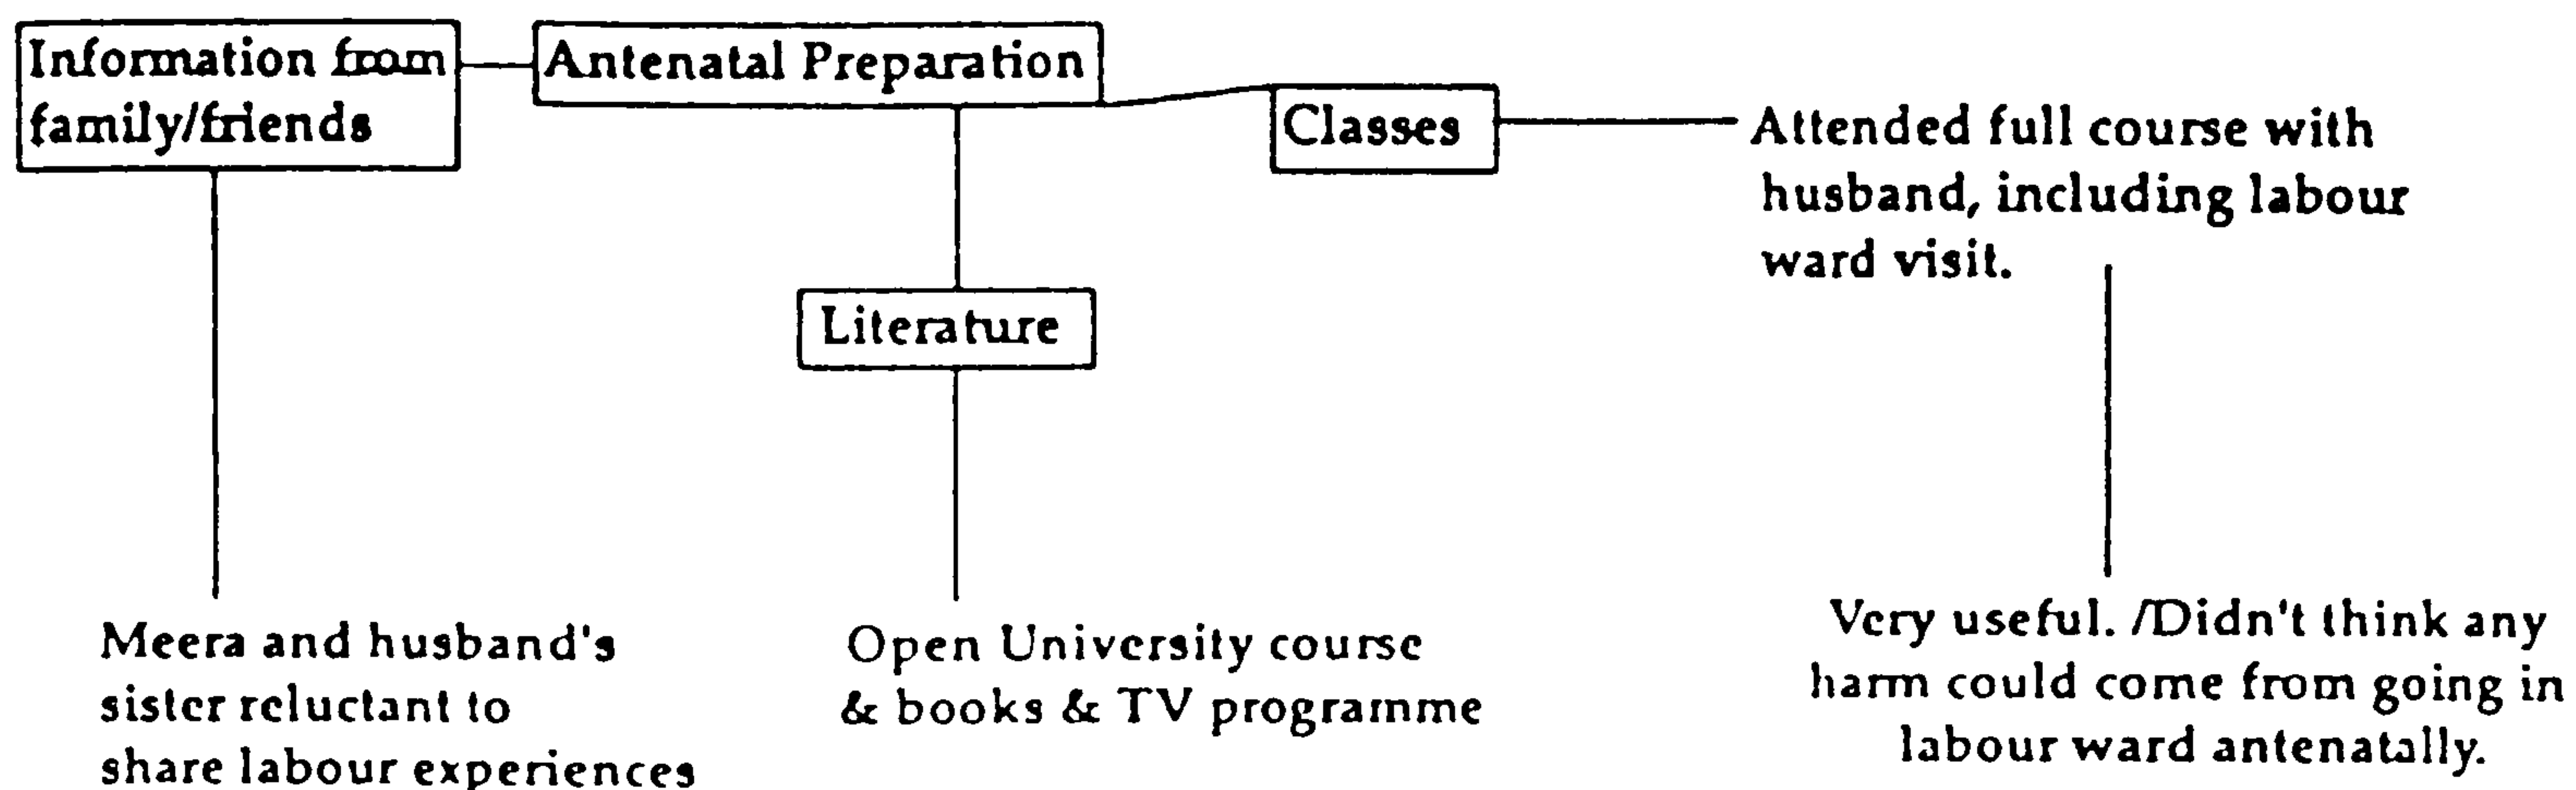 Information from
family/friends
Antenatal Preparation
Classes
Attended full course with
husband, including labour
ward visit.
Literature
Meera and husband's
sister reluctant to
share labour experiences
Open University course
& books & TV programme
Very useful. /Didn't think any
harm could come from going in
labour ward antenatally.